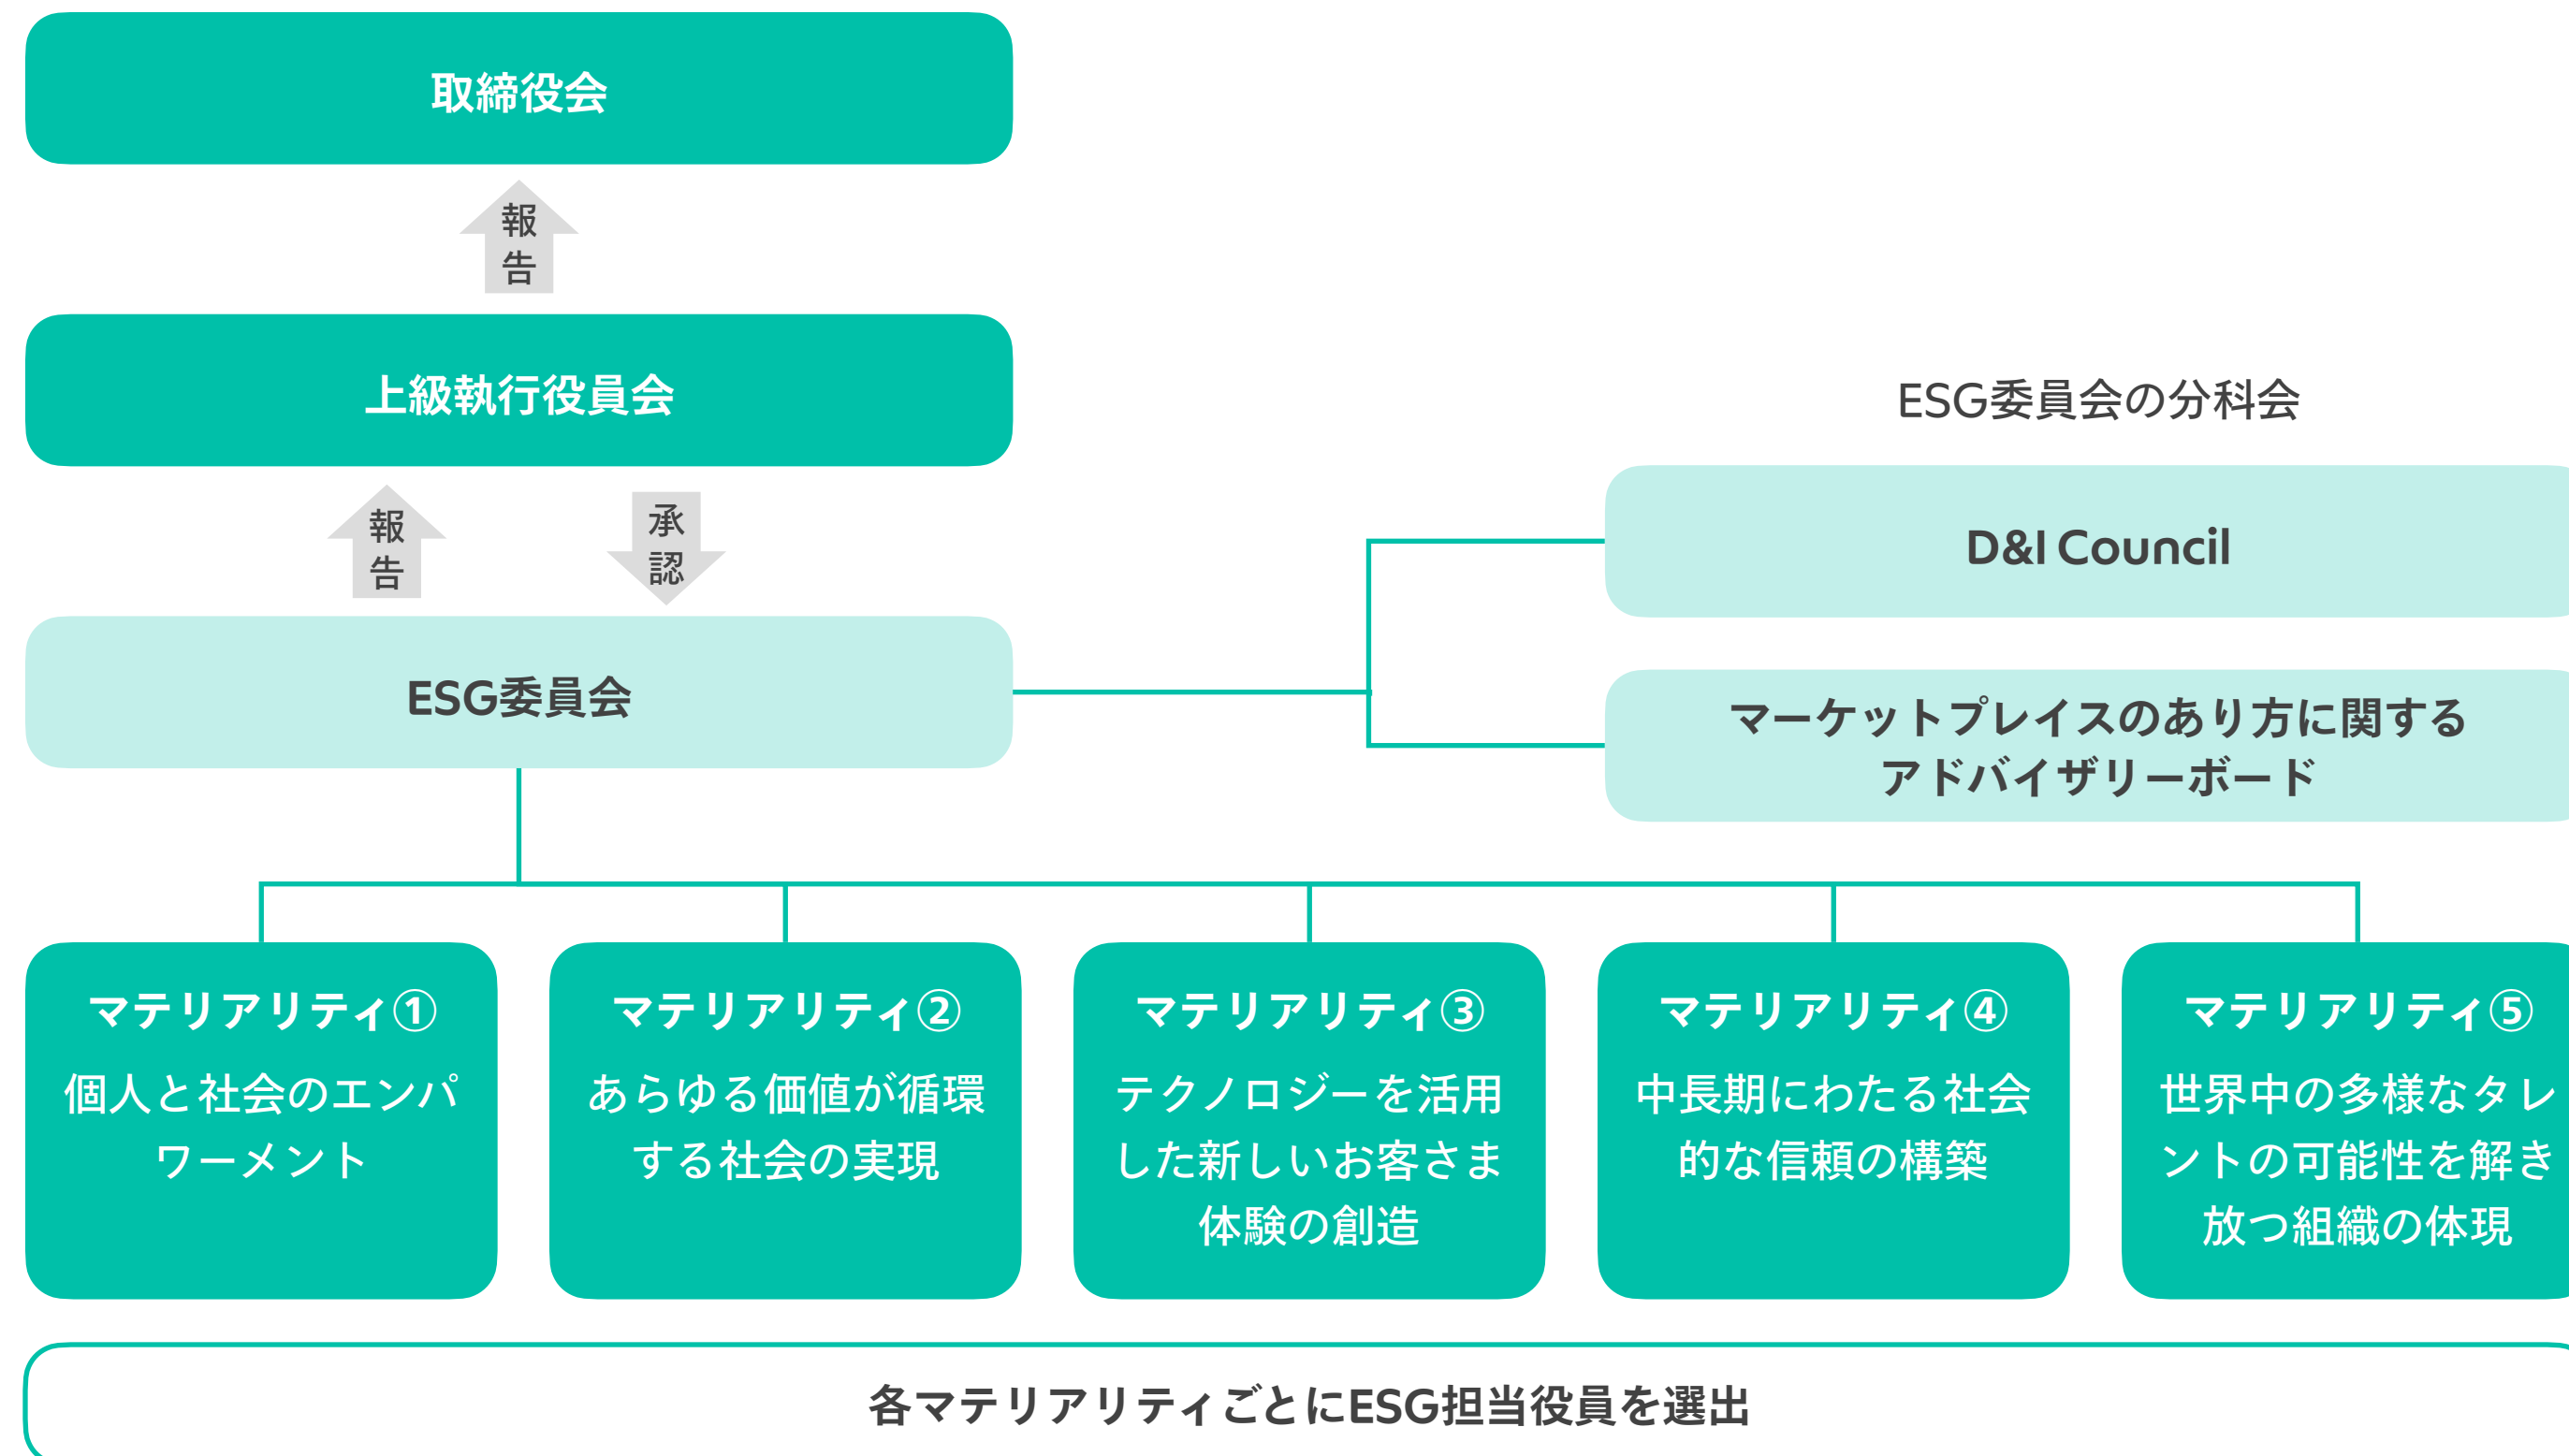 取締役会
報告
上級執行役員会
報告
承認
ESG委員会
ESG委員会の分科会
D&I Council
マーケットプレイスのあり方に関する
アドバイザリーボード
マテリアリティ①
個人と社会のエンパ
ワーメント
マテリアリティ②
あらゆる価値が循環
する社会の実現
マテリアリティ③
テクノロジーを活用
した新しいお客さま
体験の創造
マテリアリティ④
中長期にわたる社会
的な信頼の構築
マテリアリティ⑤
世界中の多様なタレ
ントの可能性を解き
放つ組織の体現
各マテリアリティごとにESG担当役員を選出